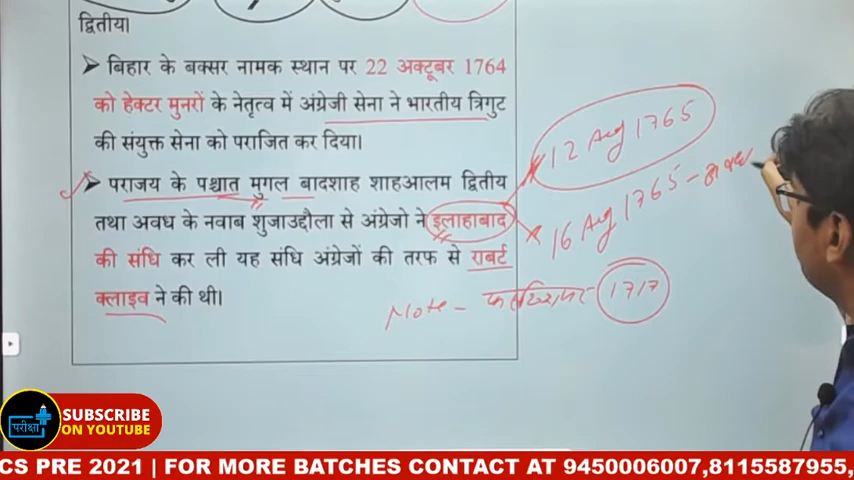 द्वितीया
➤ बिहार के बक्सर नामक स्थान पर 22 अक्टूबर 1764
को हेक्टर मुनरों के नेतृत्व में अंग्रेजी सेना ने भारतीय त्रिगुट
की संयुक्त सेना को पराजित कर दिया।
➤ पराजय के पश्चात मुगल बादशाह शाहआलम द्वितीय
तथा अवध के नवाब शुजाउद्दौला से अंग्रेजो ने इलाहाबाद
की संधि कर ली यह संधि अंग्रेजों की तरफ से राबर्ट
क्लाइव ने की थी।
12 Aug 1765
16 Aug 1765 - अवध
Note - 1717
परीक्षा
SUBSCRIBE
ON YOUTUBE
CS PRE 2021 | FOR MORE BATCHES CONTACT AT 9450006007,8115587955,